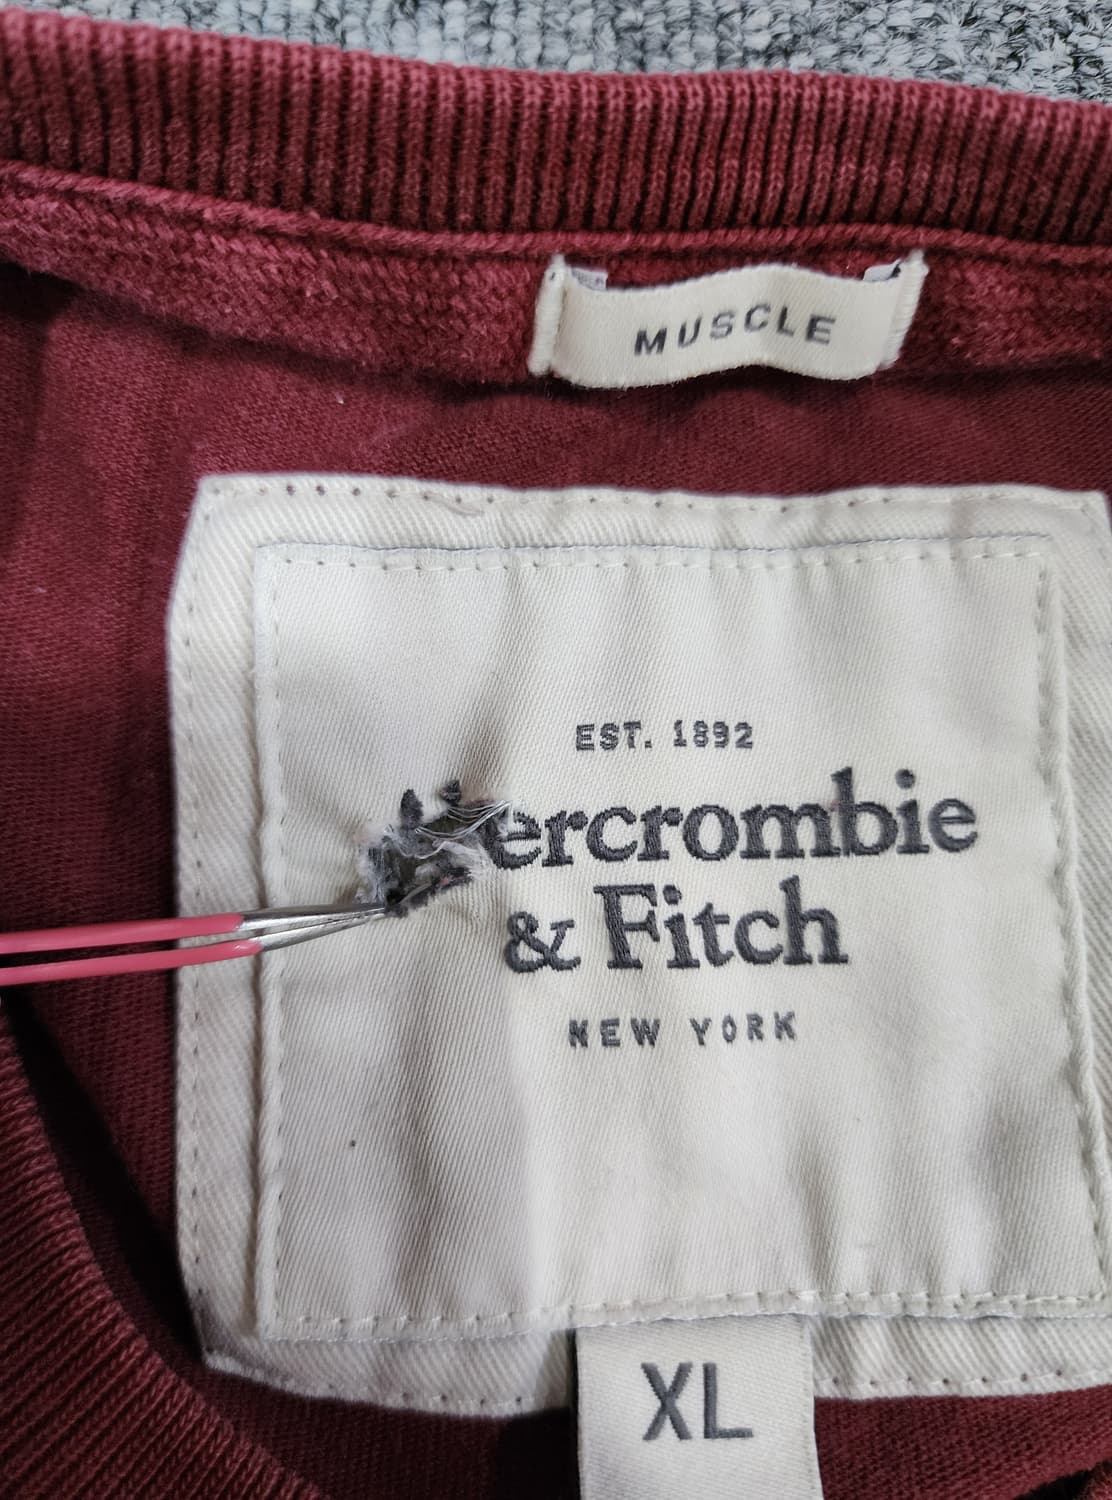 MUSCLE
EST. 1892
ercrombie
& Fitch
NEW YORK
XL